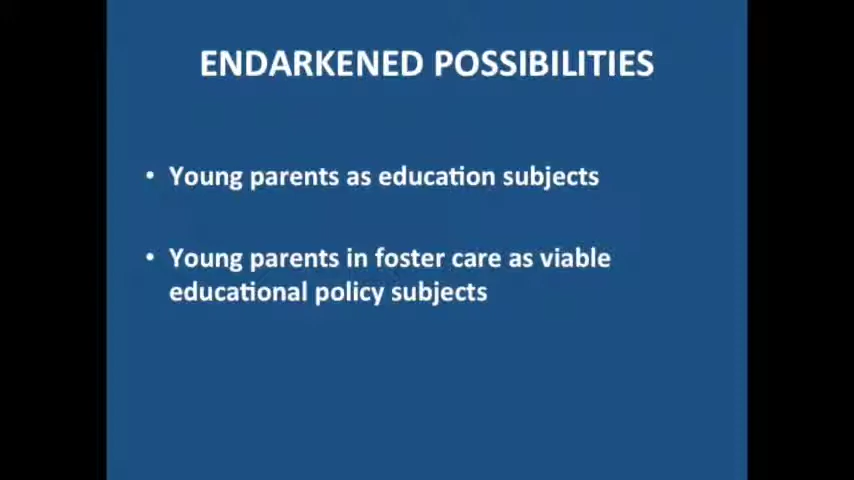 ENDARKENED POSSIBILITIES
• Young parents as education subjects
• Young parents in foster care as viable
educational policy subjects